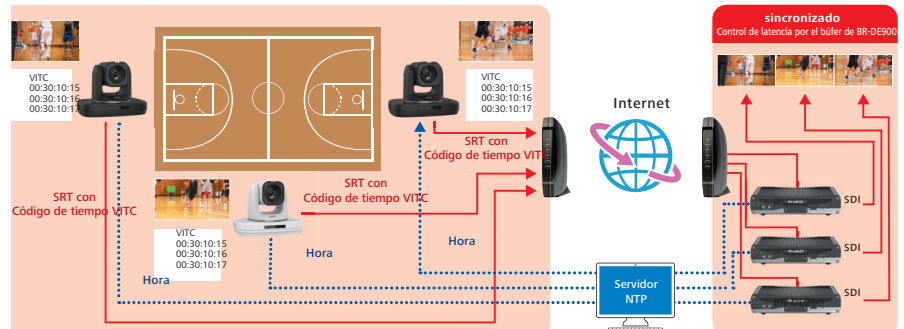 sincronizado
Control de latencia por el búfer de BR-DE900
VITC
00:30:10:15
00:30:10:16
00:30:10:17
VITC
00:30:10:15
00:30:10:16
00:30:10:17
Internet
SRT con
Código de tiempo VITC
SRT con
Código de tiempo VITC
SRT con
Código de tiempo VITC
VITC
00:30:10:15
00:30:10:16
00:30:10:17
Hora
Hora
Hora
Servidor
NTP
SDI
SDI
SDI